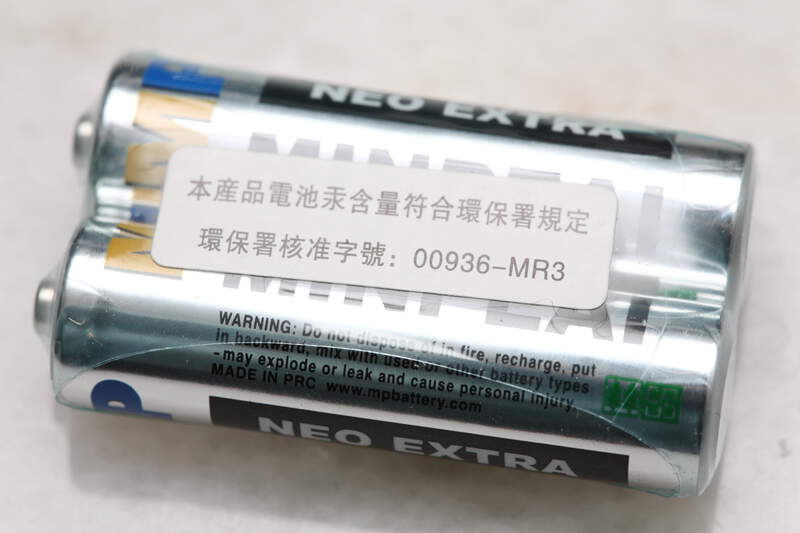 NEO EXTRA
本產品電池汞含量符合環保署規定
環保署核准字號：00936-MR3
WARNING: Do not dispose of in fire, recharge, put
in backward, mix with used or other battery types
- may explode or leak and cause personal injury.
MADE IN PRC www.mpbattery.com
NEO EXTRA